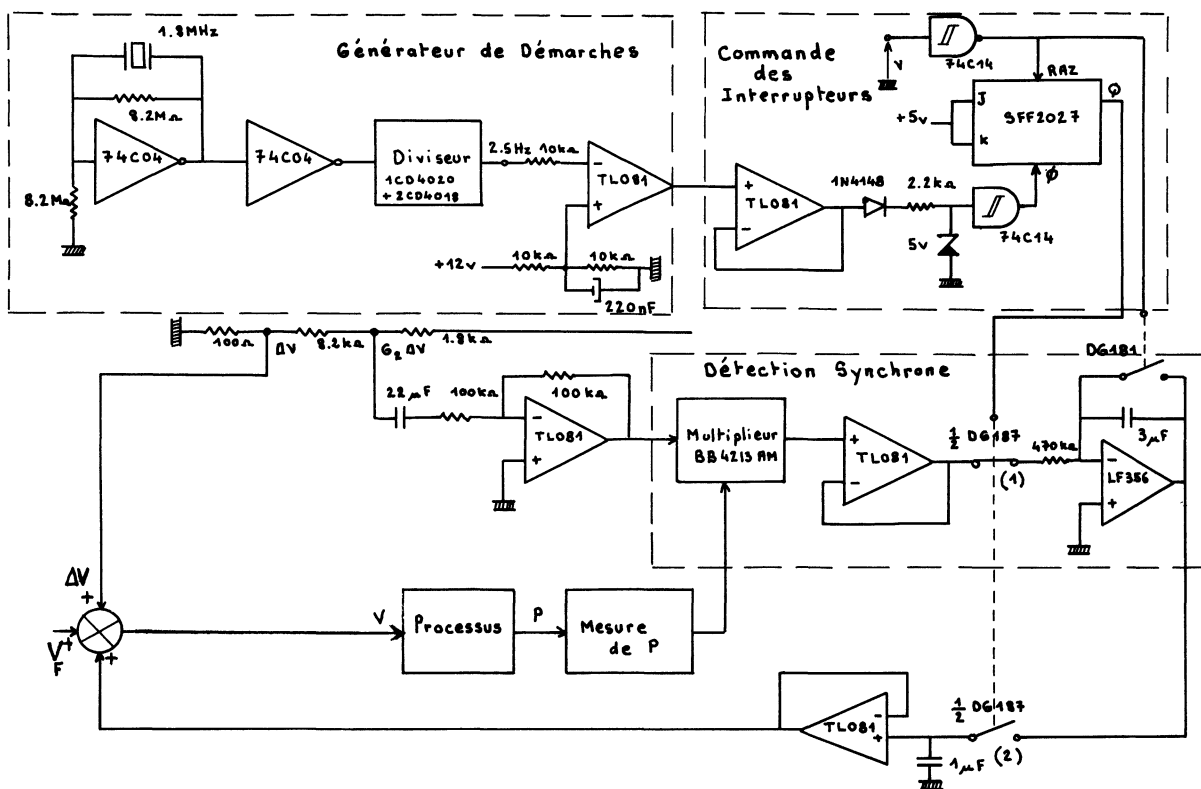 1.8MHz
Générateur de Démarches
8.2MΩ
74C04
74C04
8.2MΩ
Diviseur
1CD4020
+ 2CD4018
2.5Hz
10kΩ
-
+
TL081
+12v
10kΩ
10kΩ
220nF
Commande
des
Interrupteurs
v
74C14
RAZ
J
k
+5v
SFF2027
Q
Ø
+
-
TL081
1N4148
2.2kΩ
5v
74C14
100Ω
ΔV
8.2kΩ
G₂ ΔV
1.8kΩ
22µF
100kΩ
100kΩ
-
+
TL081
Détection Synchrone
Multiplieur
BB4213AM
+
-
TL081
1/2 DG187
(1)
470kΩ
DG181
3µF
-
+
LF356
ΔV
+
V_F
+
+
V
Processus
P
Mesure
de P
TL081
-
+
1µF
1/2 DG187
(2)